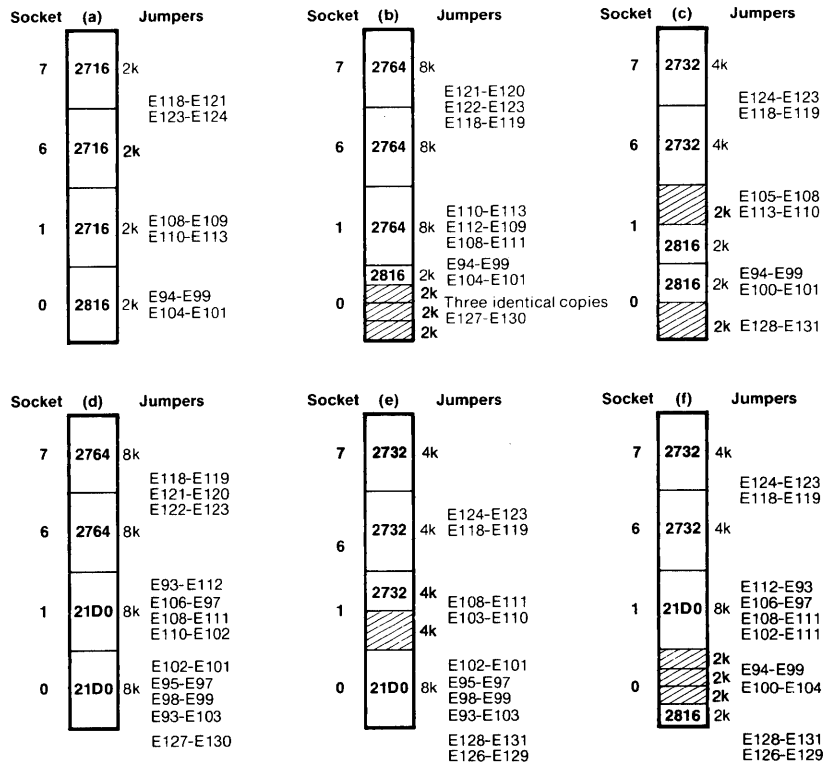 Socket (a) Jumpers
7 2716 2k
E118-E121
E123-E124
6 2716 2k
1 2716 2k E108-E109
E110-E113
0 2816 2k E94-E99
E104-E101
Socket (b) Jumpers
7 2764 8k
E121-E120
E122-E123
E118-E119
6 2764 8k
1 2764 8k E110-E113
E112-E109
E108-E111
2816 2k E94-E99
E104-E101
2k
0 2k Three identical copies
2k E127-E130
Socket (c) Jumpers
7 2732 4k
E124-E123
E118-E119
6 2732 4k
E105-E108
2k E113-E110
1
2816 2k
2816 2k E94-E99
E100-E101
0
2k E128-E131
Socket (d) Jumpers
7 2764 8k
E118-E119
E121-E120
E122-E123
6 2764 8k
E93-E112
1 21D0 8k E106-E97
E108-E111
E110-E102
E102-E101
0 21D0 8k E95-E97
E98-E99
E93-E103
E127-E130
Socket (e) Jumpers
7 2732 4k
E124-E123
2732 4k E118-E119
6
2732 4k
1 E108-E111
E103-E110
4k
E102-E101
0 21D0 8k E95-E97
E98-E99
E93-E103
E128-E131
E126-E129
Socket (f) Jumpers
7 2732 4k
E124-E123
E118-E119
6 2732 4k
E112-E93
1 21D0 8k E106-E97
E108-E111
E102-E111
2k
E94-E99
2k
0 E100-E104
2k
2816 2k
E128-E131
E126-E129